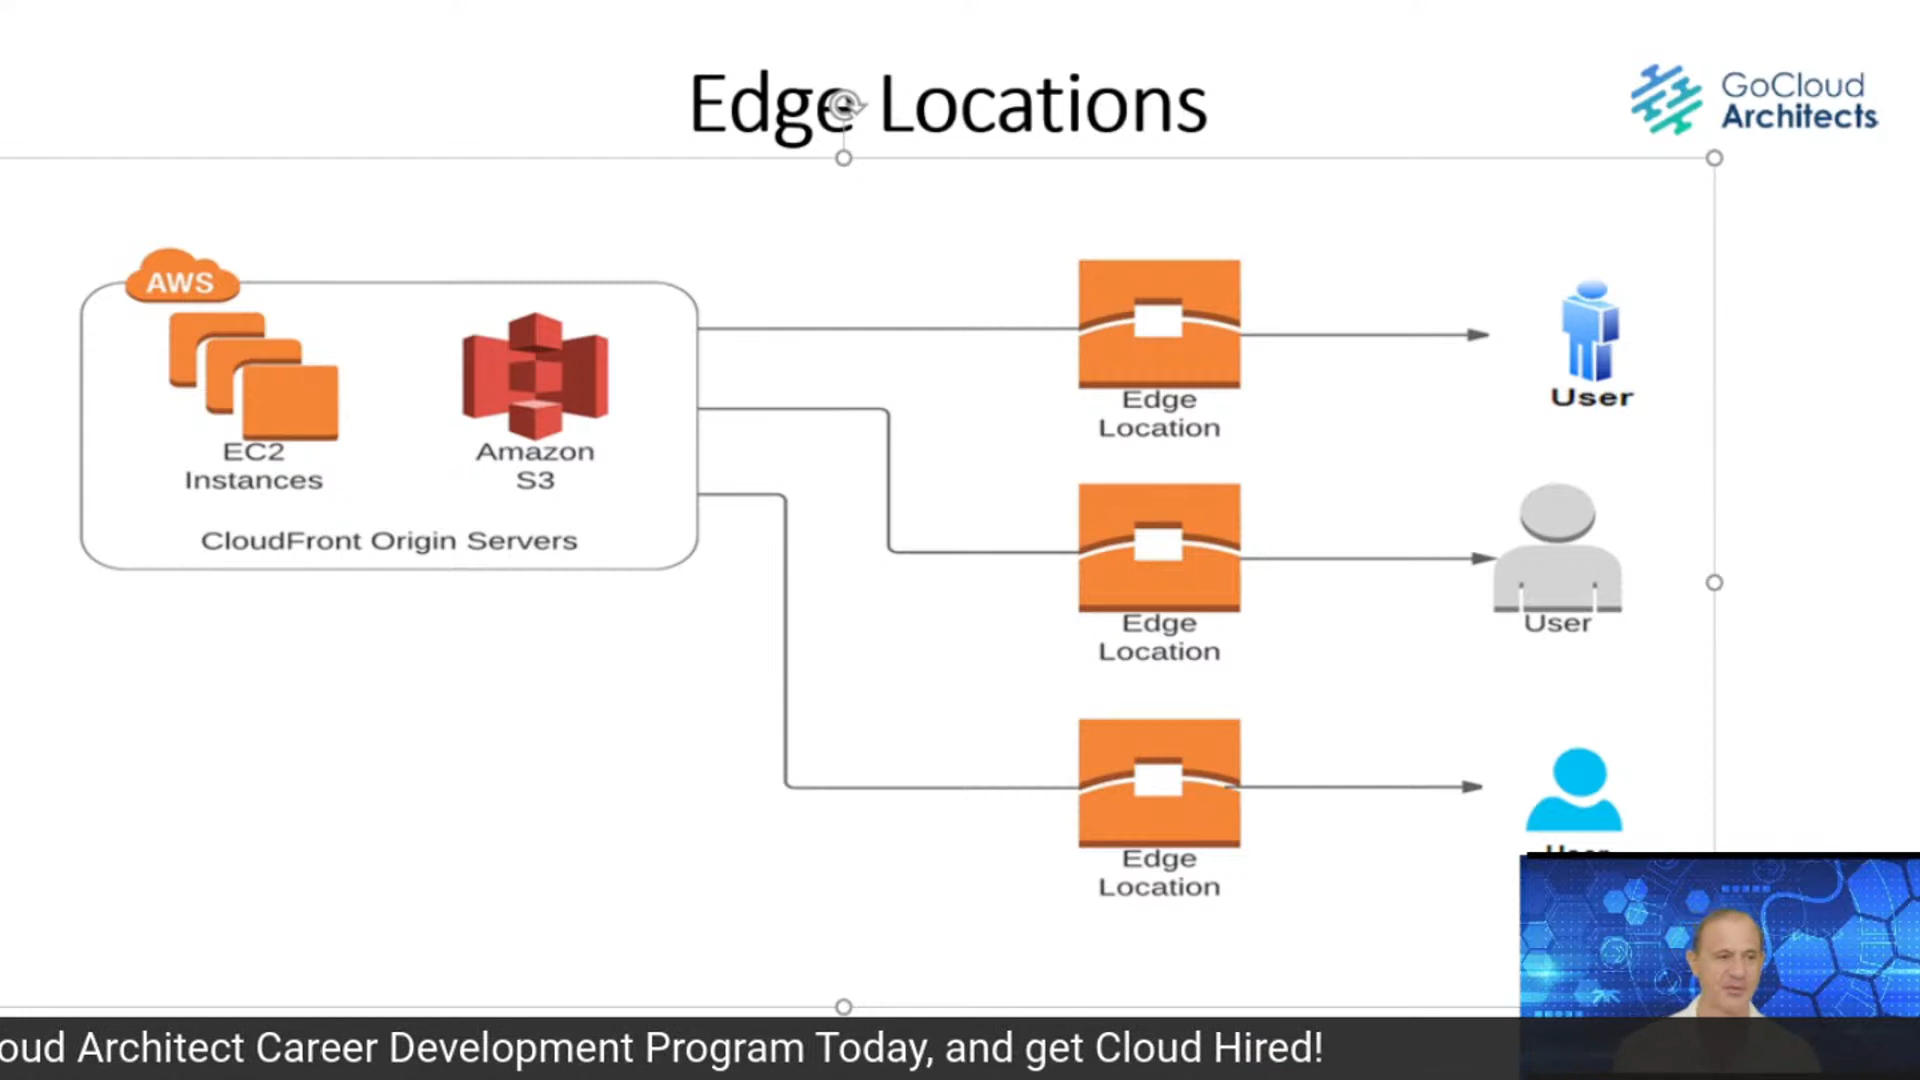 Edge Locations
GoCloud
Architects
AWS
EC2
Instances
Amazon
S3
CloudFront Origin Servers
Edge
Location
User
Edge
Location
User
Edge
Location
Architect Career Development Program Today, and get Cloud Hired!